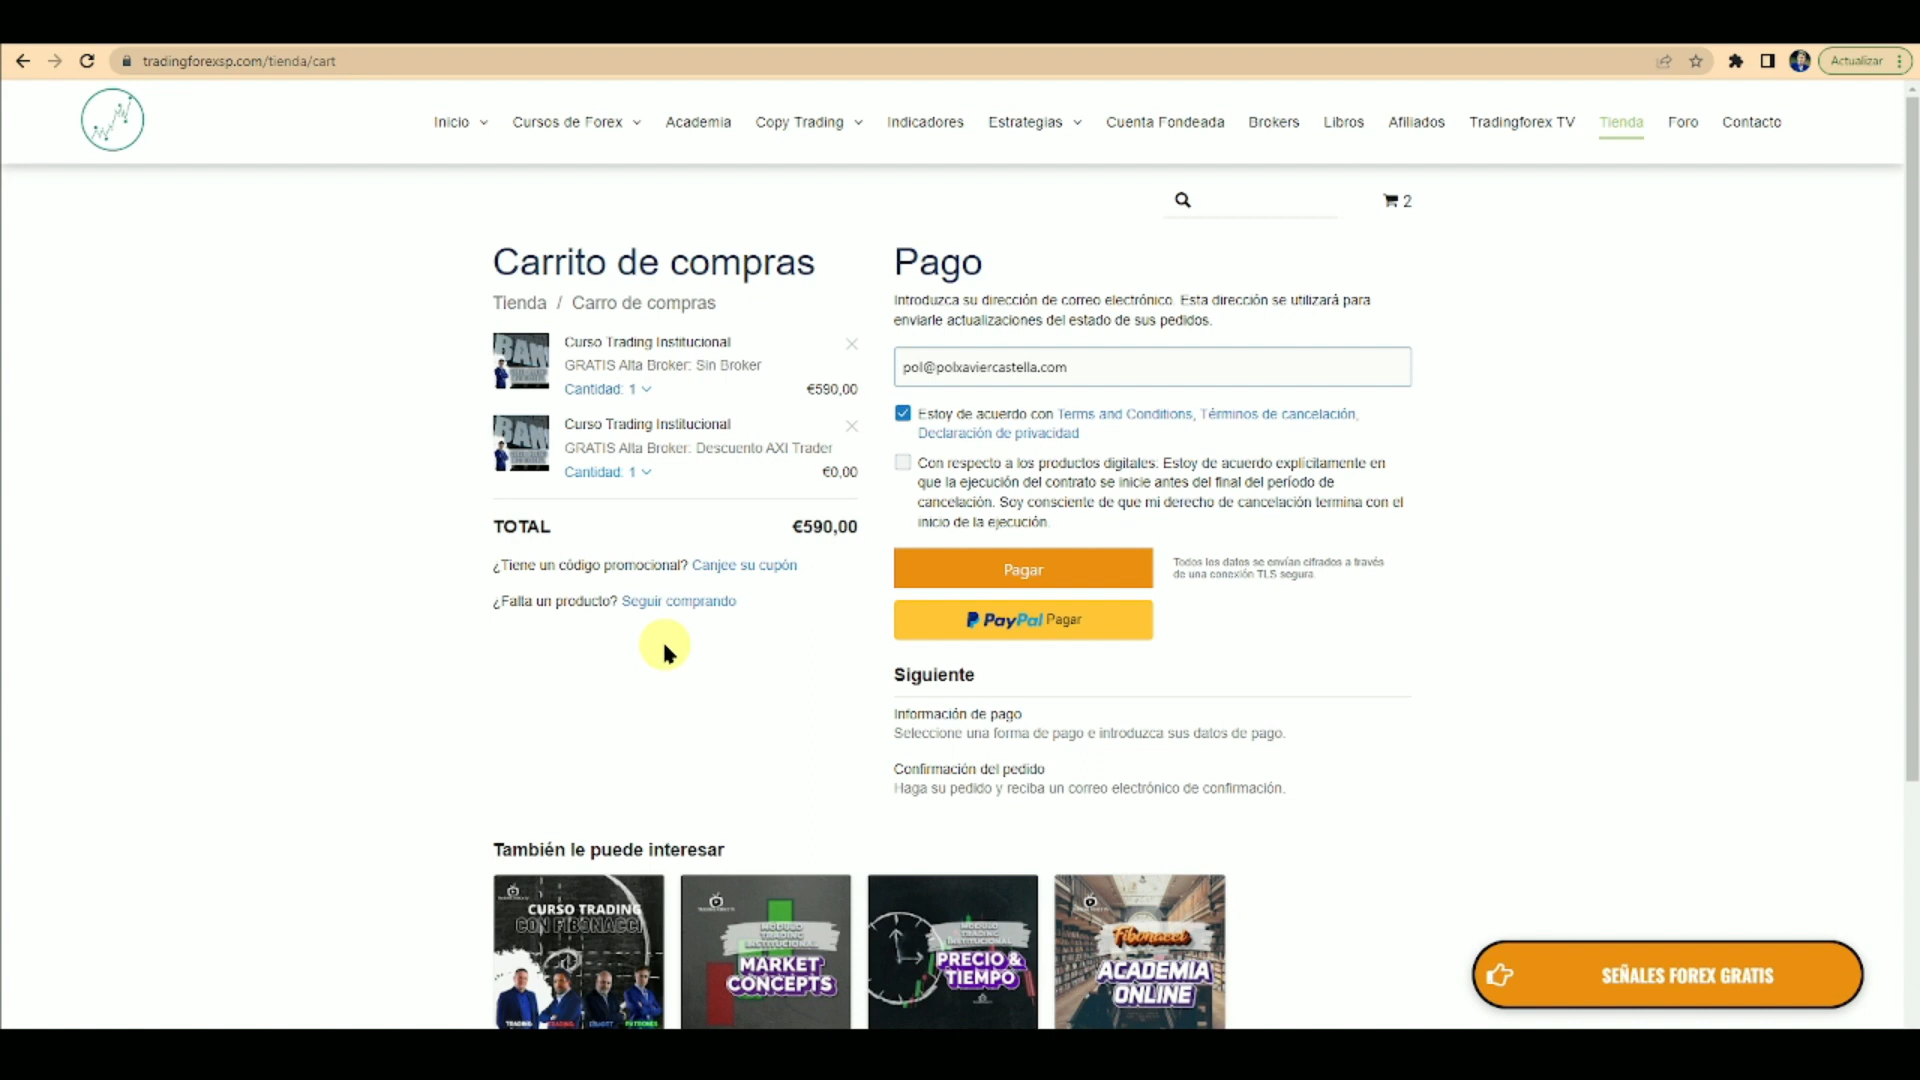 tradingforexsp.com/tienda/cart
Actualizar
Inicio
Cursos de Forex
Academia
Copy Trading
Indicadores
Estrategias
Cuenta Fondeada
Brokers
Libros
Afiliados
Tradingforex TV
Tienda
Foro
Contacto
2
Carrito de compras
Tienda / Carro de compras
Curso Trading Institucional
GRATIS Alta Broker: Sin Broker
Cantidad: 1
€590,00
Curso Trading Institucional
GRATIS Alta Broker: Descuento AXI Trader
Cantidad: 1
€0,00
TOTAL €590,00
¿Tiene un código promocional? Canjee su cupón
¿Falta un producto? Seguir comprando
Pago
Introduzca su dirección de correo electrónico. Esta dirección se utilizará para
enviarle actualizaciones del estado de sus pedidos.
pol@polxaviercastella.com
Estoy de acuerdo con Terms and Conditions, Términos de cancelación,
Declaración de privacidad
Con respecto a los productos digitales: Estoy de acuerdo explícitamente en
que la ejecución del contrato se inicie antes del final del período de
cancelación. Soy consciente de que mi derecho de cancelación termina con el
inicio de la ejecución.
Pagar
Todos los datos se envían cifrados a través
de una conexión TLS segura
PayPal Pagar
Siguiente
Información de pago
Seleccione una forma de pago e introduzca sus datos de pago.
Confirmación del pedido
Haga su pedido y reciba un correo electrónico de confirmación.
También le puede interesar
CURSO TRADING
CON FIBONACCI
TRADING
MODULO
TRADING
INSTITUCIONAL
MARKET
CONCEPTS
MODULO
TRADING
INSTITUCIONAL
PRECIO &
TIEMPO
Fibonacci
ACADEMIA
ONLINE
SEÑALES FOREX GRATIS